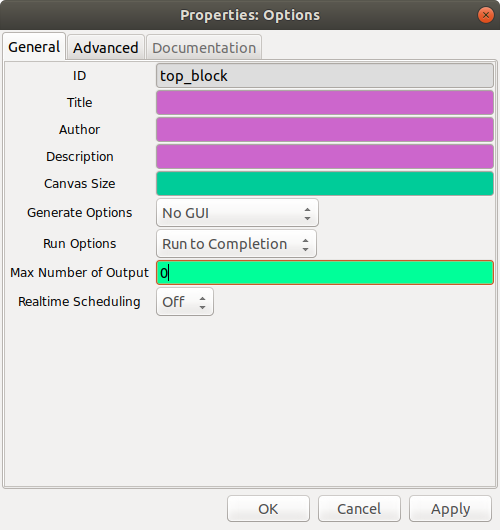 Properties: Options
General Advanced Documentation
ID top_block
Title
Author
Description
Canvas Size
Generate Options No GUI
Run Options Run to Completion
Max Number of Output 0
Realtime Scheduling Off
OK Cancel Apply